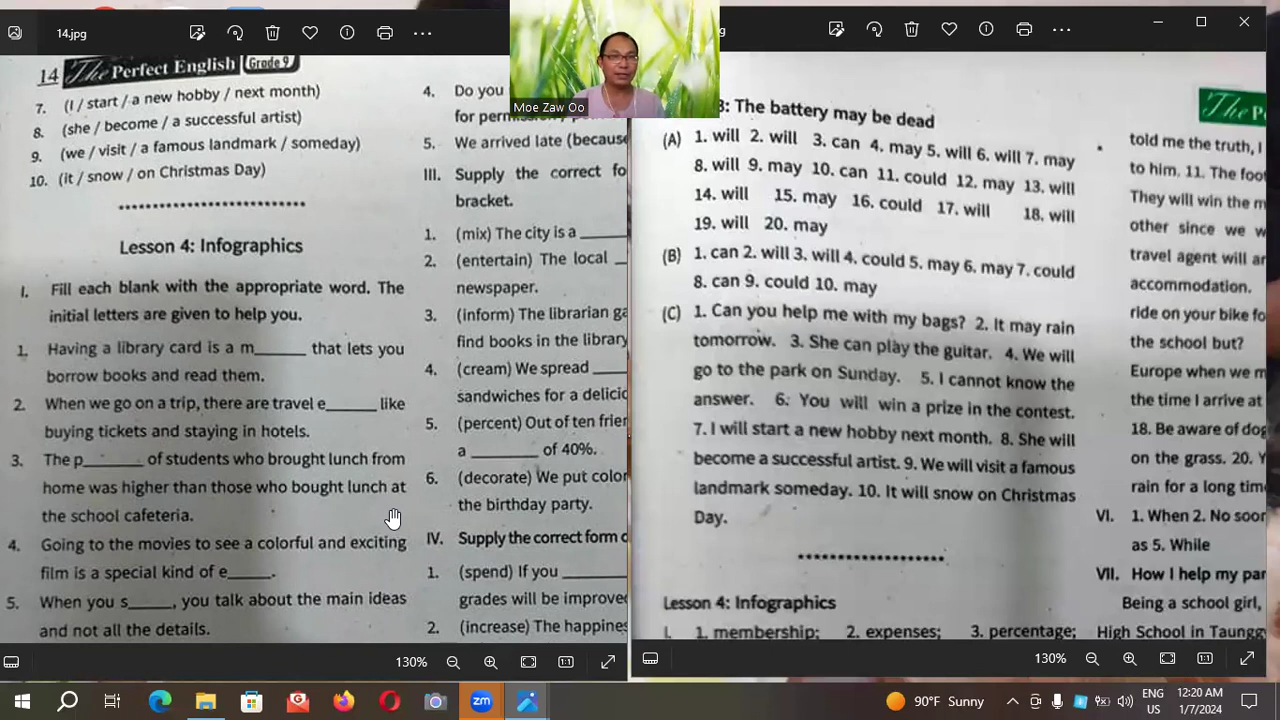 14.jpg
14 The Perfect English Grade 9
7. (I / start / a new hobby / next month)
8. (she / become / a successful artist)
9. (we / visit / a famous landmark / someday)
10. (it / snow / on Christmas Day)
Lesson 4: Infographics
I. Fill each blank with the appropriate word. The
initial letters are given to help you.
1. Having a library card is a m______ that lets you
borrow books and read them.
2. When we go on a trip, there are travel e______ like
buying tickets and staying in hotels.
3. The p_______ of students who brought lunch from
home was higher than those who bought lunch at
the school cafeteria.
4. Going to the movies to see a colorful and exciting
film is a special kind of e_____.
5. When you s_____, you talk about the main ideas
and not all the details.
4. Do you
for
5. We arrived late (because
III. Supply the correct fo
bracket.
1. (mix) The city is a _____
2. (entertain) The local _
newspaper.
3. (inform) The librarian ga
find books in the library
4. (cream) We spread ____
sandwiches for a delicio
5. (percent) Out of ten frien
a ________ of 40%.
6. (decorate) We put color
the birthday party.
IV. Supply the correct form o
1. (spend) If you _______
grades will be improve
2. (increase) The happines
130%
Moe Zaw Oo
3: The battery may be dead
(A) 1. will 2. will 3. can 4. may 5. will 6. will 7. may
8. will 9. may 10. can 11. could 12. may 13. will
14. will 15. may 16. could 17. will 18. will
19. will 20. may
(B) 1. can 2. will 3. will 4. could 5. may 6. may 7. could
8. can 9. could 10. may
(C) 1. Can you help me with my bags? 2. It may rain
tomorrow. 3. She can play the guitar. 4. We will
go to the park on Sunday. 5. I cannot know the
answer. 6. You will win a prize in the contest.
7. I will start a new hobby next month. 8. She will
become a successful artist. 9. We will visit a famous
landmark someday. 10. It will snow on Christmas
Day.
Lesson 4: Infographics
I. 1. membership; 2. expenses; 3. percentage;
The Pe
told me the truth, I
to him. 11. The foot
They will win the m
other since we w
travel agent will ar
accommodation.
ride on your bike fo
the school but?
Europe when we m
the time I arrive at
18. Be aware of dog
on the grass. 20. Y
rain for a long time
VI. 1. When 2. No soon
as 5. While
VII. How I help my par
Being a school girl,
High School in Taungg
130%
zm
90°F Sunny
ENG
US
12:20 AM
1/7/2024